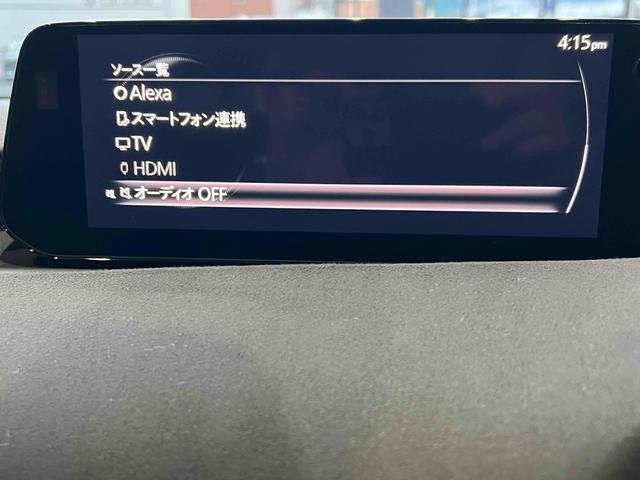 4:15pm
ソース一覧
Alexa
スマートフォン連携
TV
HDMI
オーディオ OFF